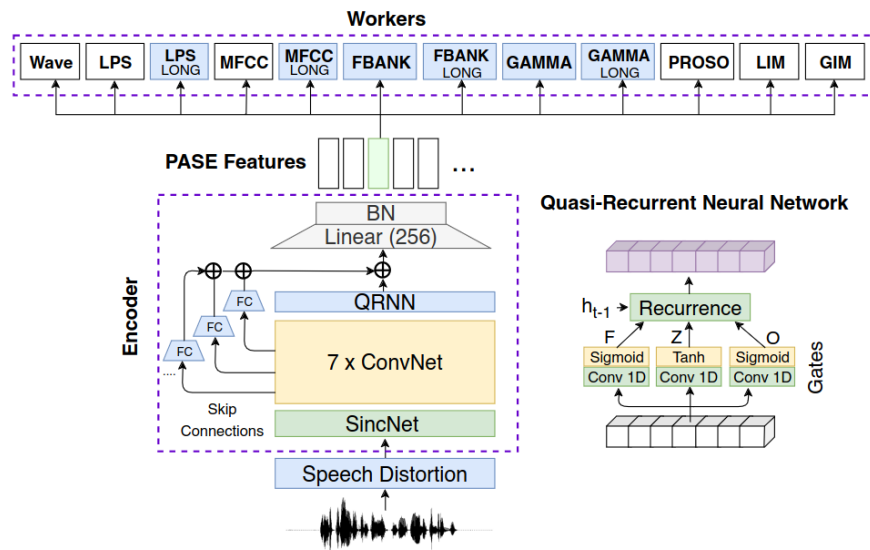 Workers
Wave
LPS
LPS
LONG
MFCC
MFCC
LONG
FBANK
FBANK
LONG
GAMMA
GAMMA
LONG
PROSO
LIM
GIM
PASE Features
...
Encoder
BN
Linear (256)
FC
FC
FC
....
QRNN
7 x ConvNet
Skip
Connections
SincNet
Speech Distortion
Quasi-Recurrent Neural Network
h t-1
Recurrence
F
Z
O
Sigmoid
Tanh
Sigmoid
Conv 1D
Conv 1D
Conv 1D
Gates